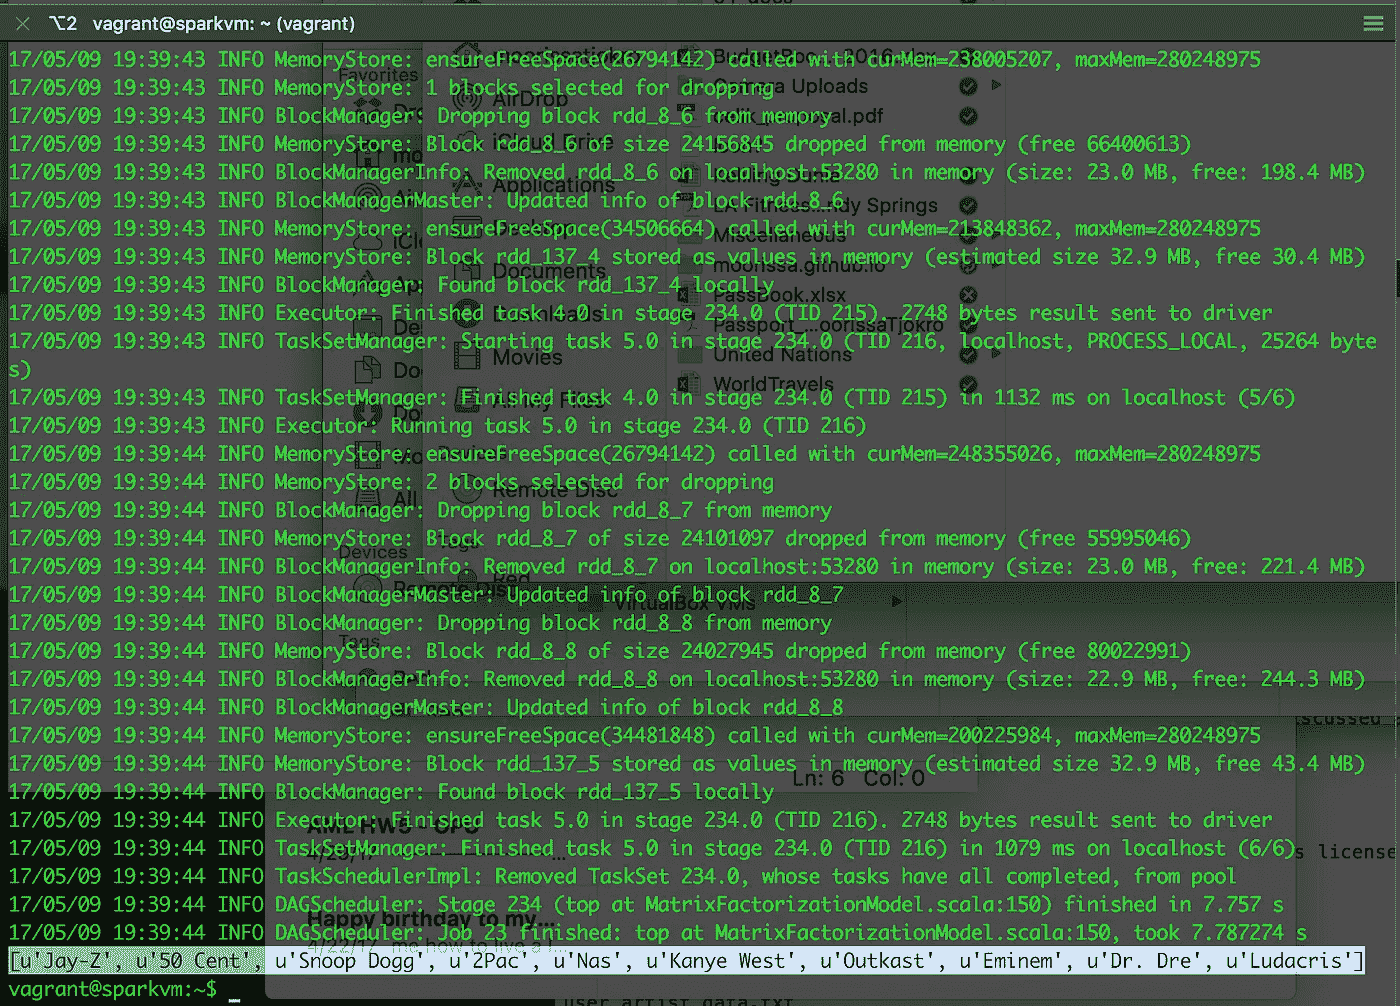 ⌥2 vagrant@sparkvm: ~ (vagrant)
17/05/09 19:39:43 INFO MemoryStore: ensureFreeSpace(26794142) called with curMem=238005207, maxMem=280248975
17/05/09 19:39:43 INFO MemoryStore: 1 blocks selected for dropping
17/05/09 19:39:43 INFO BlockManager: Dropping block rdd_8_6 from memory
17/05/09 19:39:43 INFO MemoryStore: Block rdd_8_6 of size 24156845 dropped from memory (free 66400613)
17/05/09 19:39:43 INFO BlockManagerInfo: Removed rdd_8_6 on localhost:53280 in memory (size: 23.0 MB, free: 198.4 MB)
17/05/09 19:39:43 INFO BlockManagerMaster: Updated info of block rdd_8_6
17/05/09 19:39:43 INFO MemoryStore: ensureFreeSpace(34506664) called with curMem=213848362, maxMem=280248975
17/05/09 19:39:43 INFO MemoryStore: Block rdd_137_4 stored as values in memory (estimated size 32.9 MB, free 30.4 MB)
17/05/09 19:39:43 INFO BlockManager: Found block rdd_137_4 locally
17/05/09 19:39:43 INFO Executor: Finished task 4.0 in stage 234.0 (TID 215). 2748 bytes result sent to driver
17/05/09 19:39:43 INFO TaskSetManager: Starting task 5.0 in stage 234.0 (TID 216, localhost, PROCESS_LOCAL, 25264 byte
s)
17/05/09 19:39:43 INFO TaskSetManager: Finished task 4.0 in stage 234.0 (TID 215) in 1132 ms on localhost (5/6)
17/05/09 19:39:43 INFO Executor: Running task 5.0 in stage 234.0 (TID 216)
17/05/09 19:39:44 INFO MemoryStore: ensureFreeSpace(26794142) called with curMem=248355026, maxMem=280248975
17/05/09 19:39:44 INFO MemoryStore: 2 blocks selected for dropping
17/05/09 19:39:44 INFO BlockManager: Dropping block rdd_8_7 from memory
17/05/09 19:39:44 INFO MemoryStore: Block rdd_8_7 of size 24101097 dropped from memory (free 55995046)
17/05/09 19:39:44 INFO BlockManagerInfo: Removed rdd_8_7 on localhost:53280 in memory (size: 23.0 MB, free: 221.4 MB)
17/05/09 19:39:44 INFO BlockManagerMaster: Updated info of block rdd_8_7
17/05/09 19:39:44 INFO BlockManager: Dropping block rdd_8_8 from memory
17/05/09 19:39:44 INFO MemoryStore: Block rdd_8_8 of size 24027945 dropped from memory (free 80022991)
17/05/09 19:39:44 INFO BlockManagerInfo: Removed rdd_8_8 on localhost:53280 in memory (size: 22.9 MB, free: 244.3 MB)
17/05/09 19:39:44 INFO BlockManagerMaster: Updated info of block rdd_8_8
17/05/09 19:39:44 INFO MemoryStore: ensureFreeSpace(34481848) called with curMem=200225984, maxMem=280248975
17/05/09 19:39:44 INFO MemoryStore: Block rdd_137_5 stored as values in memory (estimated size 32.9 MB, free 43.4 MB)
17/05/09 19:39:44 INFO BlockManager: Found block rdd_137_5 locally
17/05/09 19:39:44 INFO Executor: Finished task 5.0 in stage 234.0 (TID 216). 2748 bytes result sent to driver
17/05/09 19:39:44 INFO TaskSetManager: Finished task 5.0 in stage 234.0 (TID 216) in 1079 ms on localhost (6/6)
17/05/09 19:39:44 INFO TaskSchedulerImpl: Removed TaskSet 234.0, whose tasks have all completed, from pool
17/05/09 19:39:44 INFO DAGScheduler: Stage 234 (top at MatrixFactorizationModel.scala:150) finished in 7.757 s
17/05/09 19:39:44 INFO DAGScheduler: Job 23 finished: top at MatrixFactorizationModel.scala:150, took 7.787274 s
[u'Jay-Z', u'50 Cent', u'Snoop Dogg', u'2Pac', u'Nas', u'Kanye West', u'Outkast', u'Eminem', u'Dr. Dre', u'Ludacris']
vagrant@sparkvm:~$